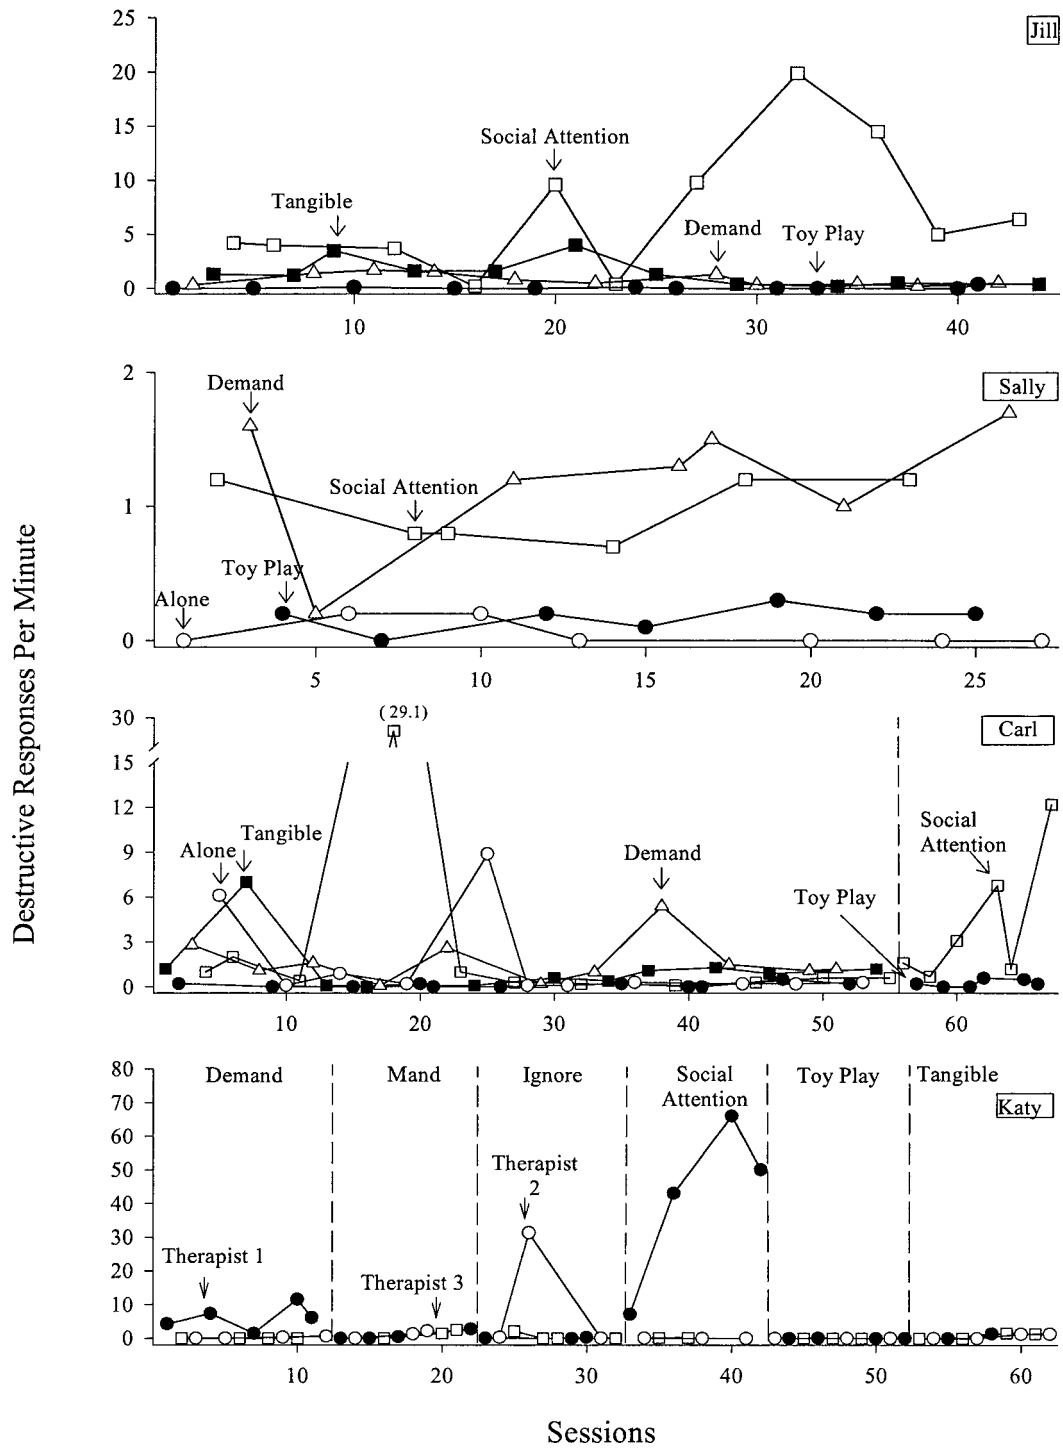 Destructive Responses Per Minute
25
20
15
10
5
0
Jill
Social Attention
Tangible
Demand
Toy Play
10
20
30
40
2
1
0
Sally
Demand
Social Attention
Toy Play
Alone
5
10
15
20
25
30
15
12
9
6
3
0
(29.1)
Carl
Alone
Tangible
Demand
Toy Play
Social
Attention
10
20
30
40
50
60
80
70
60
50
40
30
20
10
0
Demand
Mand
Ignore
Social
Attention
Toy Play
Tangible
Katy
Therapist 1
Therapist 3
Therapist
2
10
20
30
40
50
60
Sessions